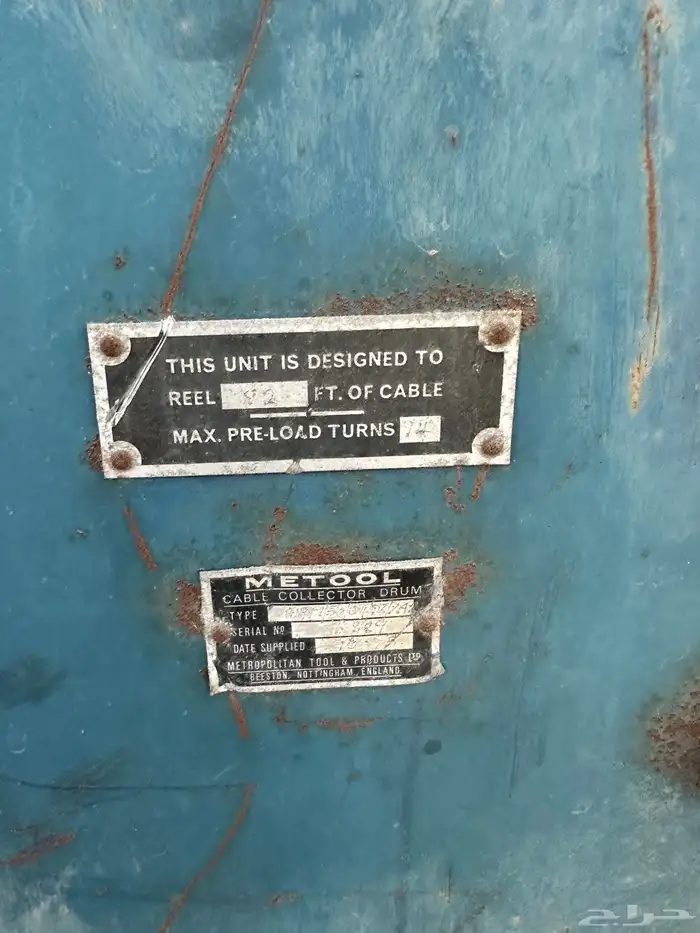 THIS UNIT IS DESIGNED TO
REEL 82 FT. OF CABLE
MAX. PRE-LOAD TURNS 14
METOOL
CABLE COLLECTOR DRUM
TYPE
SERIAL Nº
DATE SUPPLIED
METROPOLITAN TOOL & PRODUCTS LTD
BEESTON, NOTTINGHAM, ENGLAND.
حراج